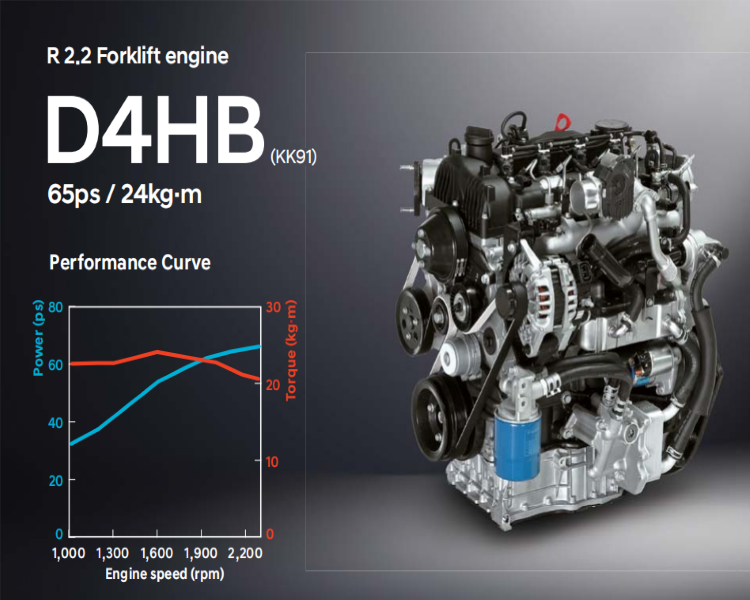 R 2.2 Forklift engine
D4HB (KK91)
65ps / 24kg·m
Performance Curve
Power (ps)
80
60
40
20
0
30
20
10
0
Torque (kg·m)
1,000 1,300 1,600 1,900 2,200
Engine speed (rpm)